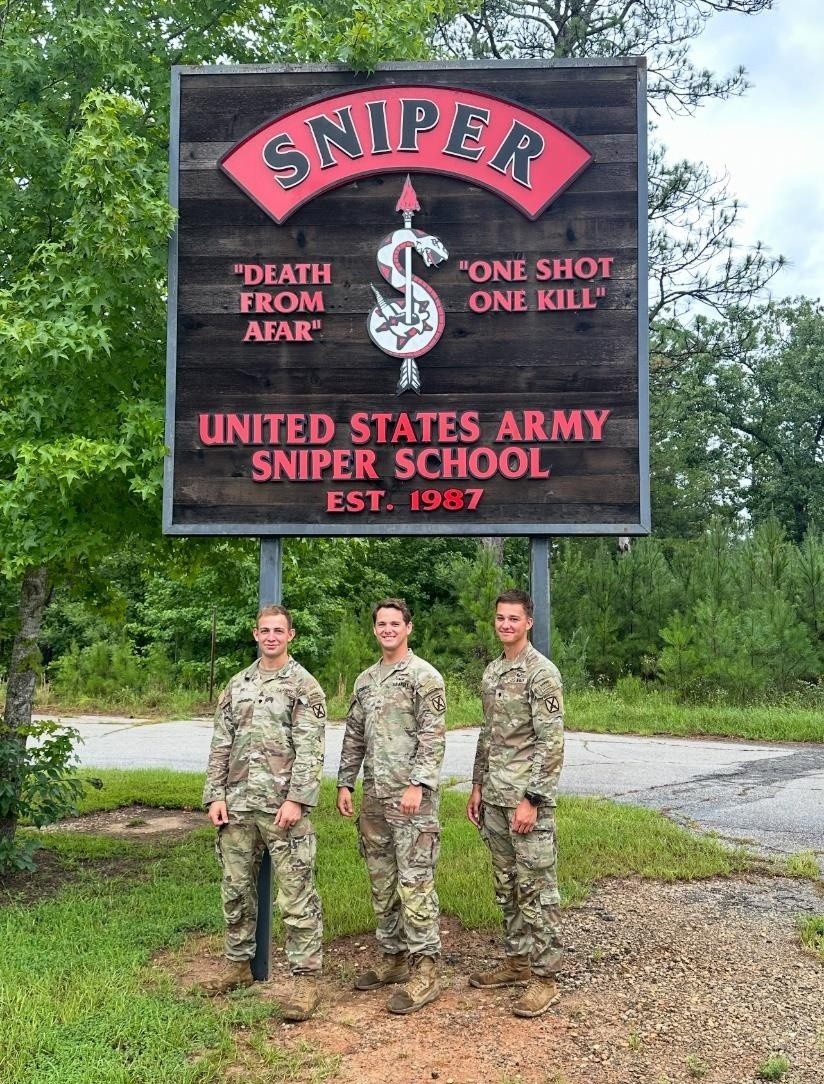 SNIPER
"DEATH
FROM
AFAR"
"ONE SHOT
ONE KILL"
UNITED STATES ARMY
SNIPER SCHOOL
EST. 1987